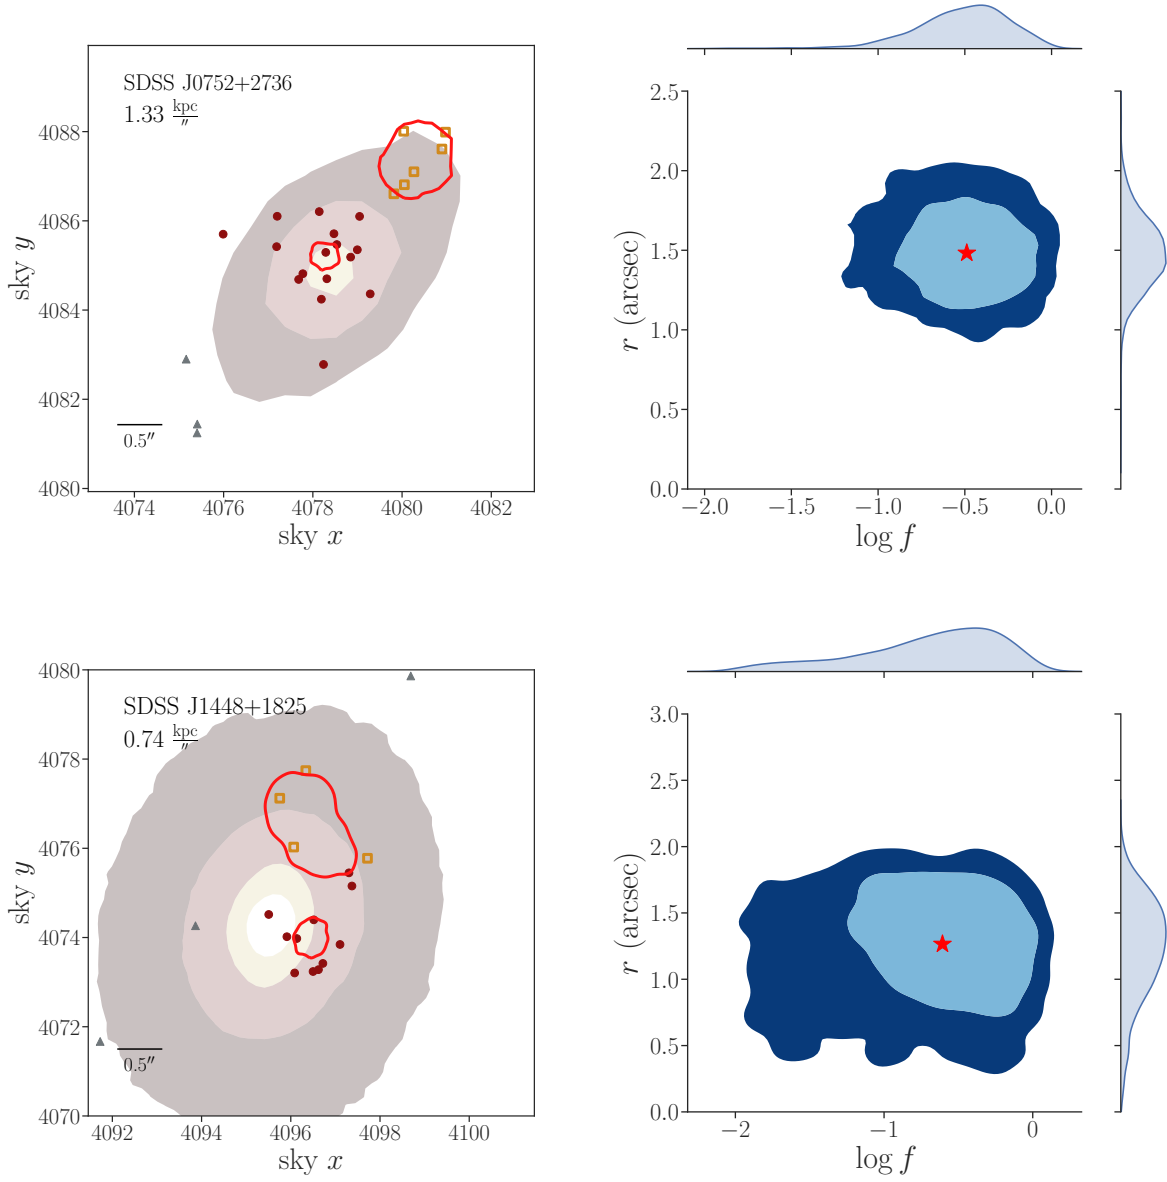 SDSS J0752+2736
1.33 kpc/″
4088
4086
4084
4082
4080
sky y
0.5″
4074 4076 4078 4080 4082
sky x
2.5
2.0
1.5
1.0
0.5
0.0
r (arcsec)
−2.0 −1.5 −1.0 −0.5 0.0
log f
SDSS J1448+1825
0.74 kpc/″
4080
4078
4076
4074
4072
4070
sky y
0.5″
4092 4094 4096 4098 4100
sky x
3.0
2.5
2.0
1.5
1.0
0.5
0.0
r (arcsec)
−2 −1 0
log f